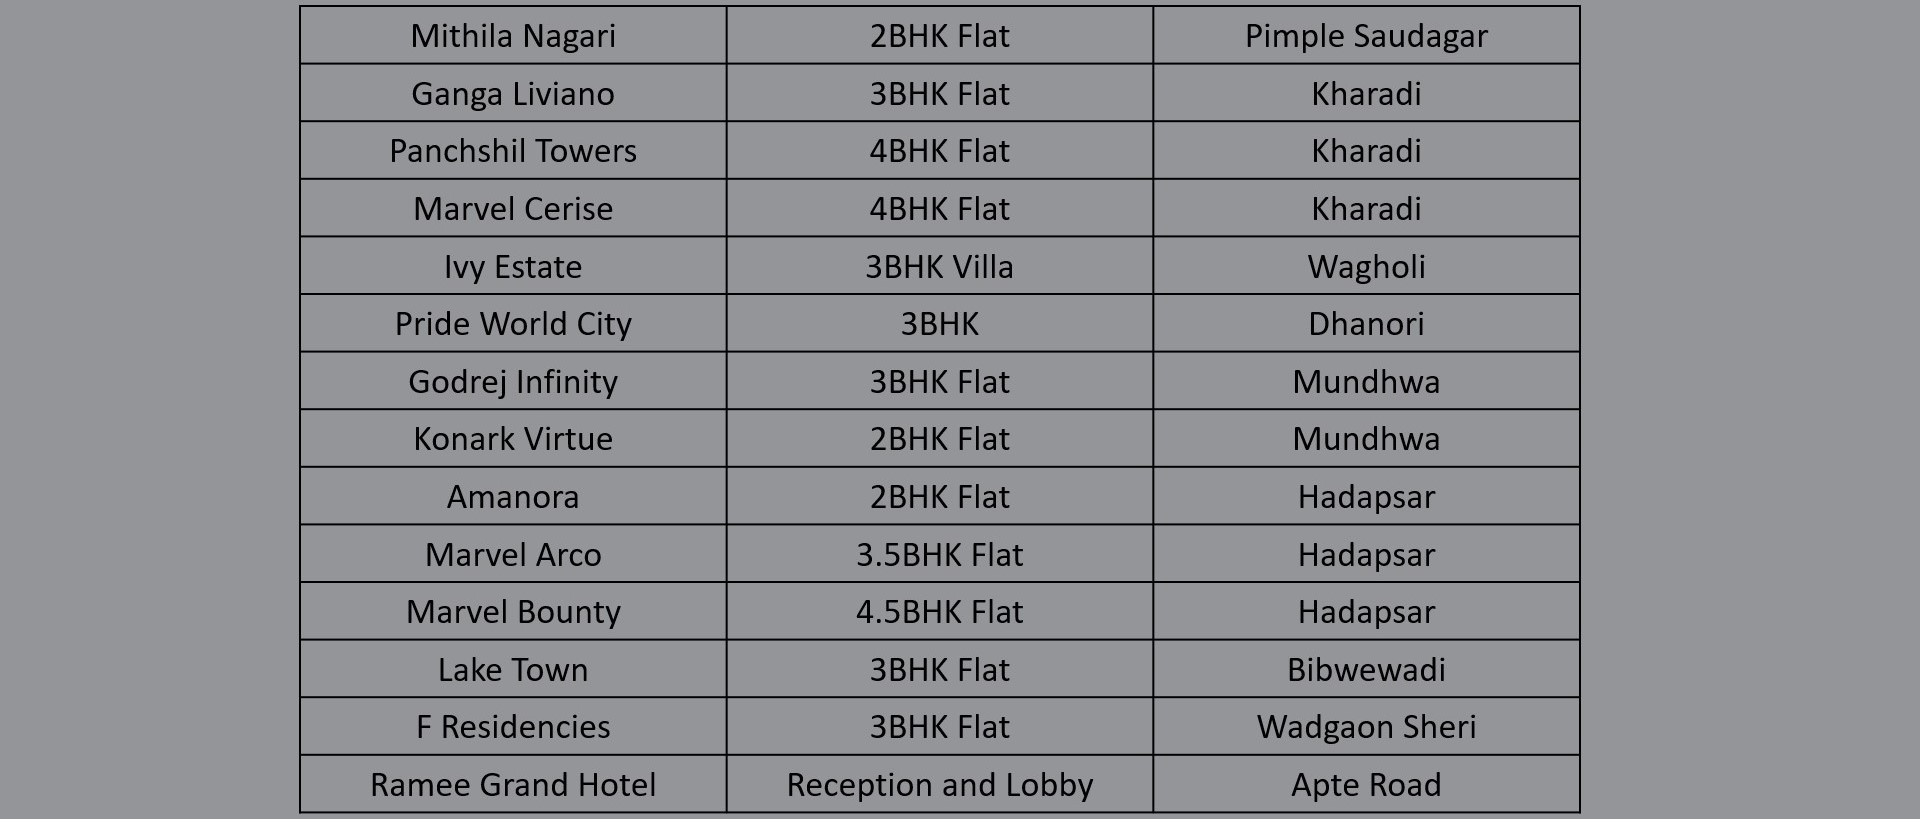 Mithila Nagari 2BHK Flat Pimple Saudagar
Ganga Liviano 3BHK Flat Kharadi
Panchshil Towers 4BHK Flat Kharadi
Marvel Cerise 4BHK Flat Kharadi
Ivy Estate 3BHK Villa Wagholi
Pride World City 3BHK Dhanori
Godrej Infinity 3BHK Flat Mundhwa
Konark Virtue 2BHK Flat Mundhwa
Amanora 2BHK Flat Hadapsar
Marvel Arco 3.5BHK Flat Hadapsar
Marvel Bounty 4.5BHK Flat Hadapsar
Lake Town 3BHK Flat Bibwewadi
F Residencies 3BHK Flat Wadgaon Sheri
Ramee Grand Hotel Reception and Lobby Apte Road